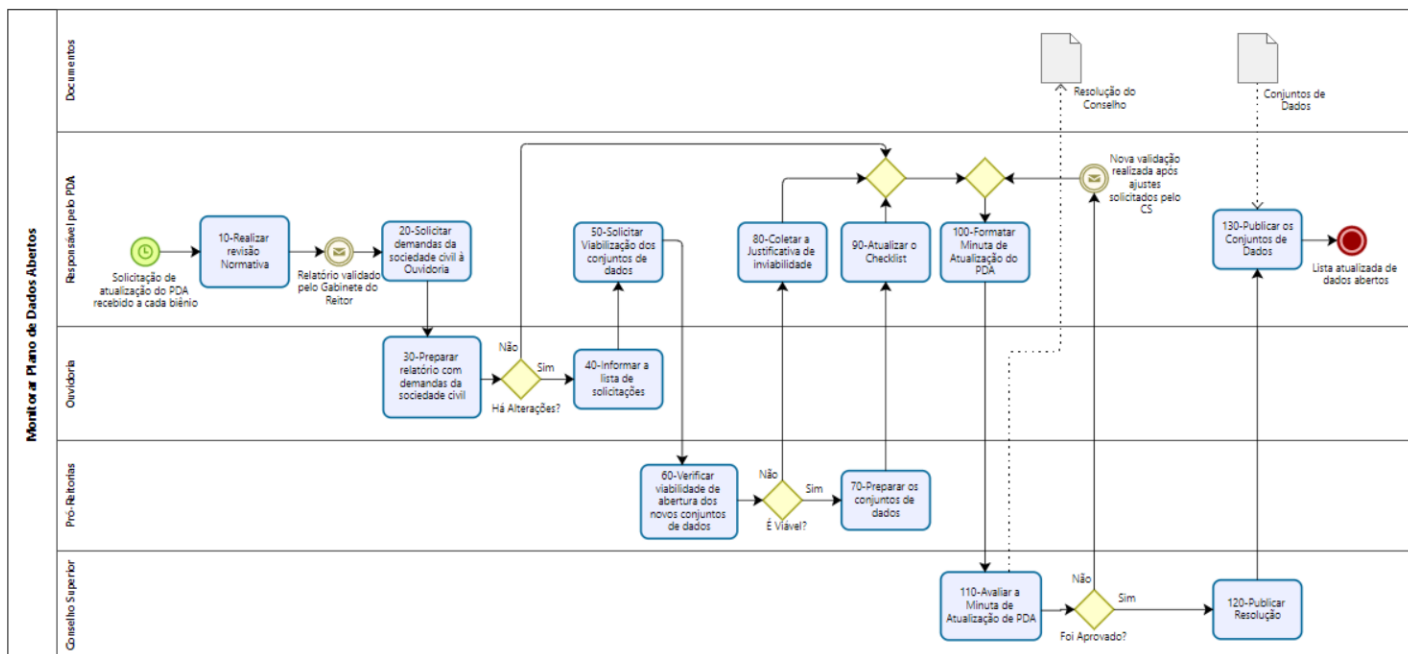 Monitorar Plano de Dados Abertos
Documentos
Resolução do
Conselho
Conjuntos de
Dados
Responsável pelo PDA
Solicitação de
atualização do PDA
recebido a cada biênio
10-Realizar
revisão
Normativa
Relatório validado
pelo Gabinete do
Reitor
20-Solicitar
demandas da
sociedade civil à
Ouvidoria
50-Solicitar
Viabilização dos
conjuntos de
dados
80-Coletar a
Justificativa de
inviabilidade
90-Atualizar o
Checklist
100-Formatar
Minuta de
Atualização do
PDA
Nova validação
realizada após
ajustes
solicitados pelo
CS
130-Publicar os
Conjuntos de
Dados
Lista atualizada de
dados abertos
Ouvidoria
30-Preparar
relatório com
demandas da
sociedade civil
Não
Sim
Há Alterações?
40-Informar a
lista de
solicitações
Pró-Reitorias
60-Verificar
viabilidade de
abertura dos
novos conjuntos
de dados
Não
Sim
É Viável?
70-Preparar os
conjuntos de
dados
Conselho Superior
110-Avaliar a
Minuta de
Atualização de PDA
Não
Sim
Foi Aprovado?
120-Publicar
Resolução